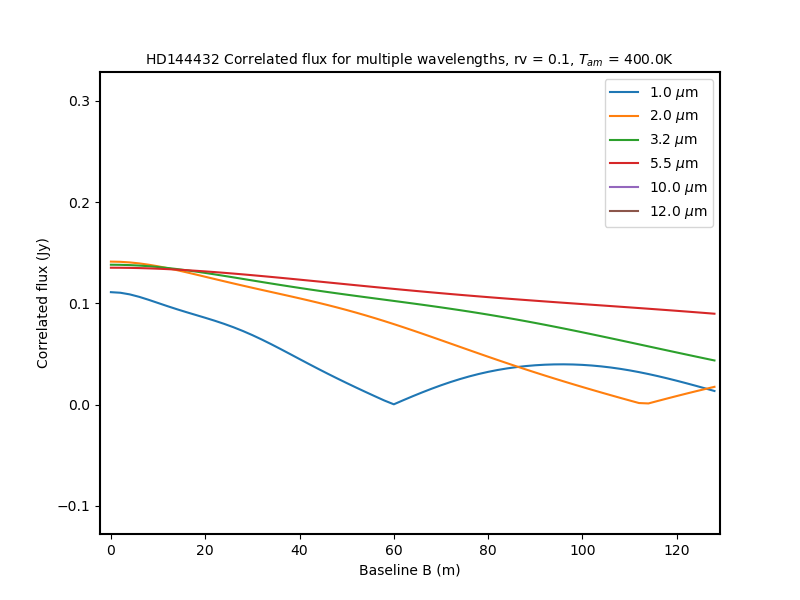 HD144432 Correlated flux for multiple wavelengths, rv = 0.1, $T_{am}$ = 400.0K
0.3
0.2
0.1
0.0
−0.1
Correlated flux (Jy)
1.0 μm
2.0 μm
3.2 μm
5.5 μm
10.0 μm
12.0 μm
0 20 40 60 80 100 120
Baseline B (m)